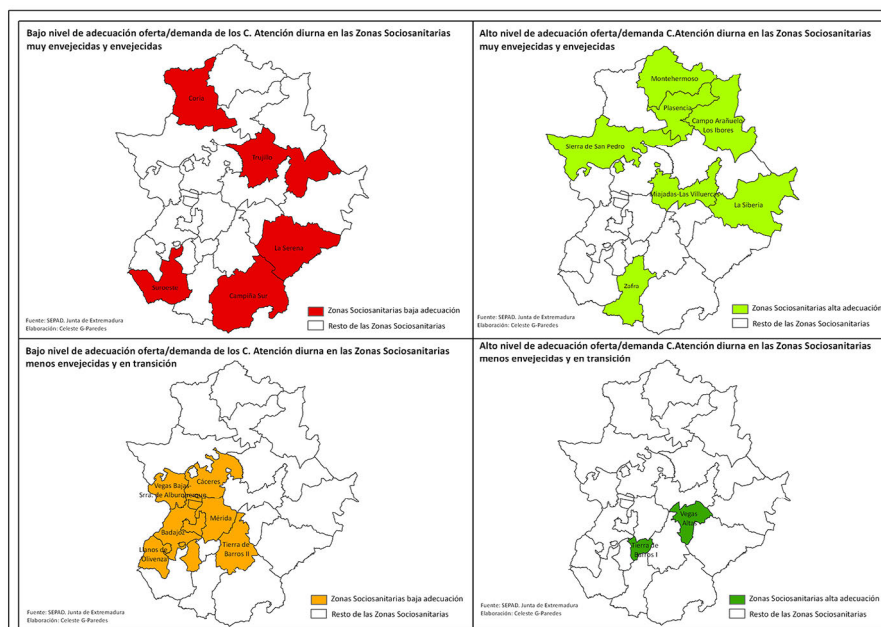 Bajo nivel de adecuación oferta/demanda de los C. Atención diurna en las Zonas Sociosanitarias
muy envejecidas y envejecidas
Coria
Trujillo
La Serena
Suroeste
Campiña Sur
Fuente: SEPAD. Junta de Extremadura
Elaboración: Celeste G-Paredes
Zonas Sociosanitarias baja adecuación
Resto de las Zonas Sociosanitarias
Alto nivel de adecuación oferta/demanda C.Atención diurna en las Zonas Sociosanitarias
muy envejecidas y envejecidas
Montehermoso
Plasencia
Campo Arañuelo
Los Ibores
Sierra de San Pedro
Miajadas-Las Villuercas
La Siberia
Zafra
Fuente: SEPAD. Junta de Extremadura
Elaboración: Celeste G-Paredes
Zonas Sociosanitarias alta adecuación
Resto de las Zonas Sociosanitarias
Bajo nivel de adecuación oferta/demanda de los C. Atención diurna en las Zonas Sociosanitarias
menos envejecidas y en transición
Cáceres
Vegas Bajas-
Srra. de Alburquerque
Mérida
Badajoz
Llanos de
Olivenza
Tierra de
Barros II
Fuente: SEPAD. Junta de Extremadura
Elaboración: Celeste G-Paredes
Zonas Sociosanitarias baja adecuación
Resto de las Zonas Sociosanitarias
Alto nivel de adecuación oferta/demanda C.Atención diurna en las Zonas Sociosanitarias
menos envejecidas y en transición
Vegas
Altas
Tierra de
Barros I
Fuente: SEPAD. Junta de Extremadura
Elaboración: Celeste G-Paredes
Zonas Sociosanitarias alta adecuación
Resto de las Zonas Sociosanitarias